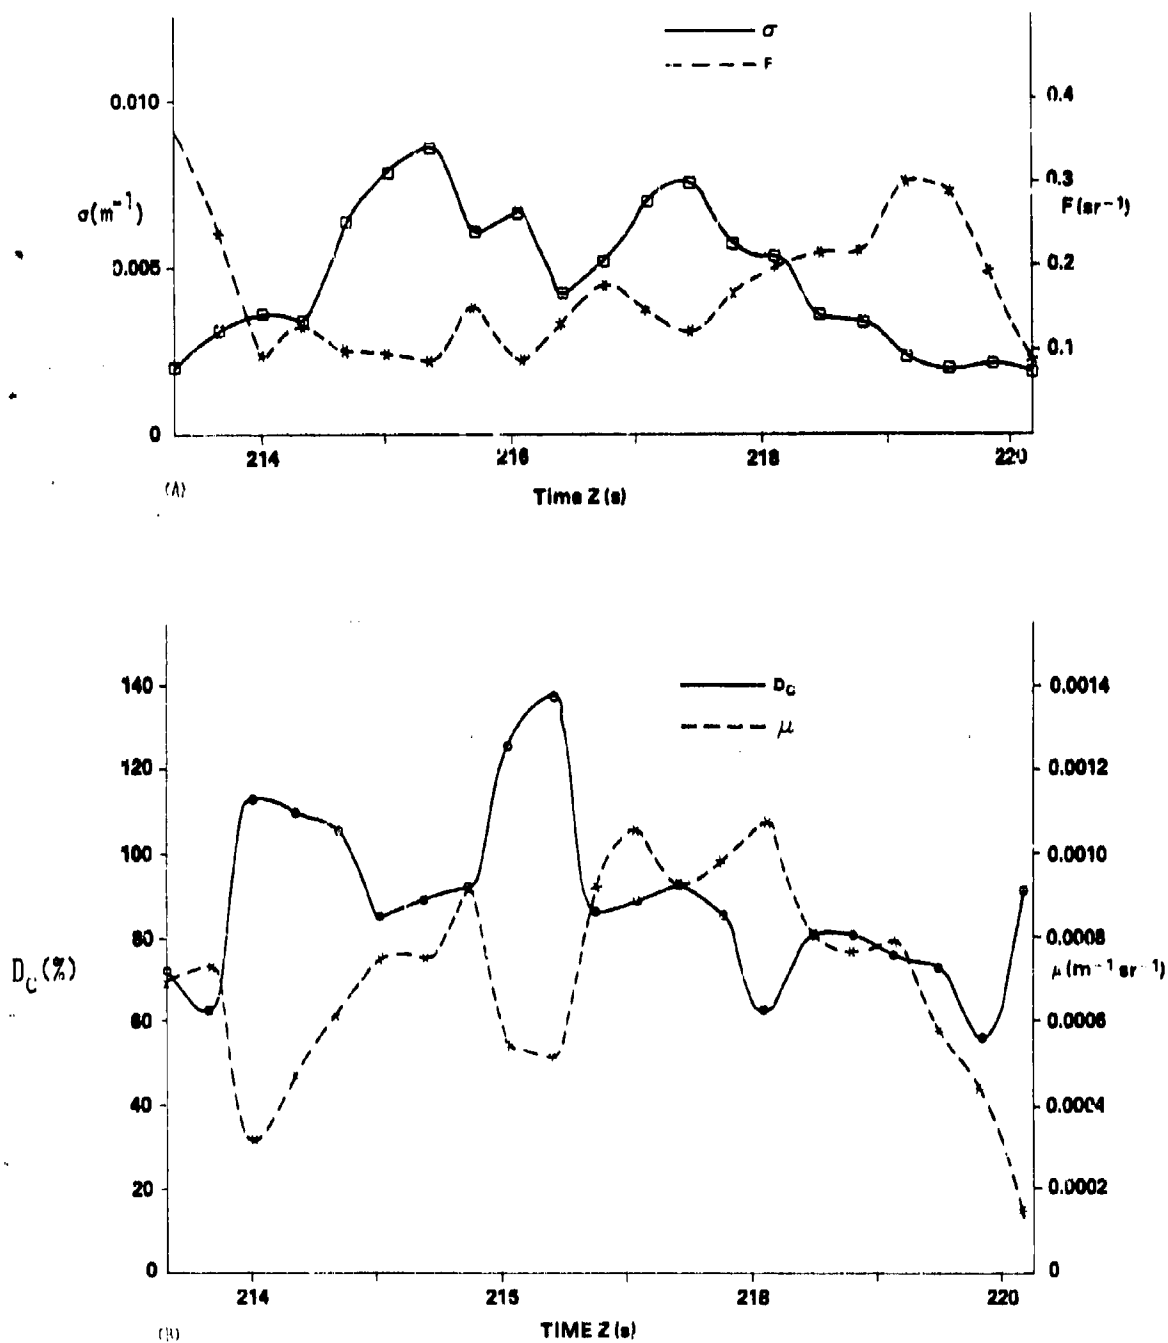 σ
F
0.010
0.4
σ(m⁻¹)
0.3
F(sr⁻¹)
0.005
0.2
0.1
0
214
216
218
220
(A)
Time Z (s)
140
D_C
0.0014
μ
120
0.0012
100
0.0010
80
0.0008
D_C(%)
μ(m⁻¹ sr⁻¹)
60
0.0006
40
0.0004
20
0.0002
0
0
214
215
218
220
(B)
TIME Z (s)